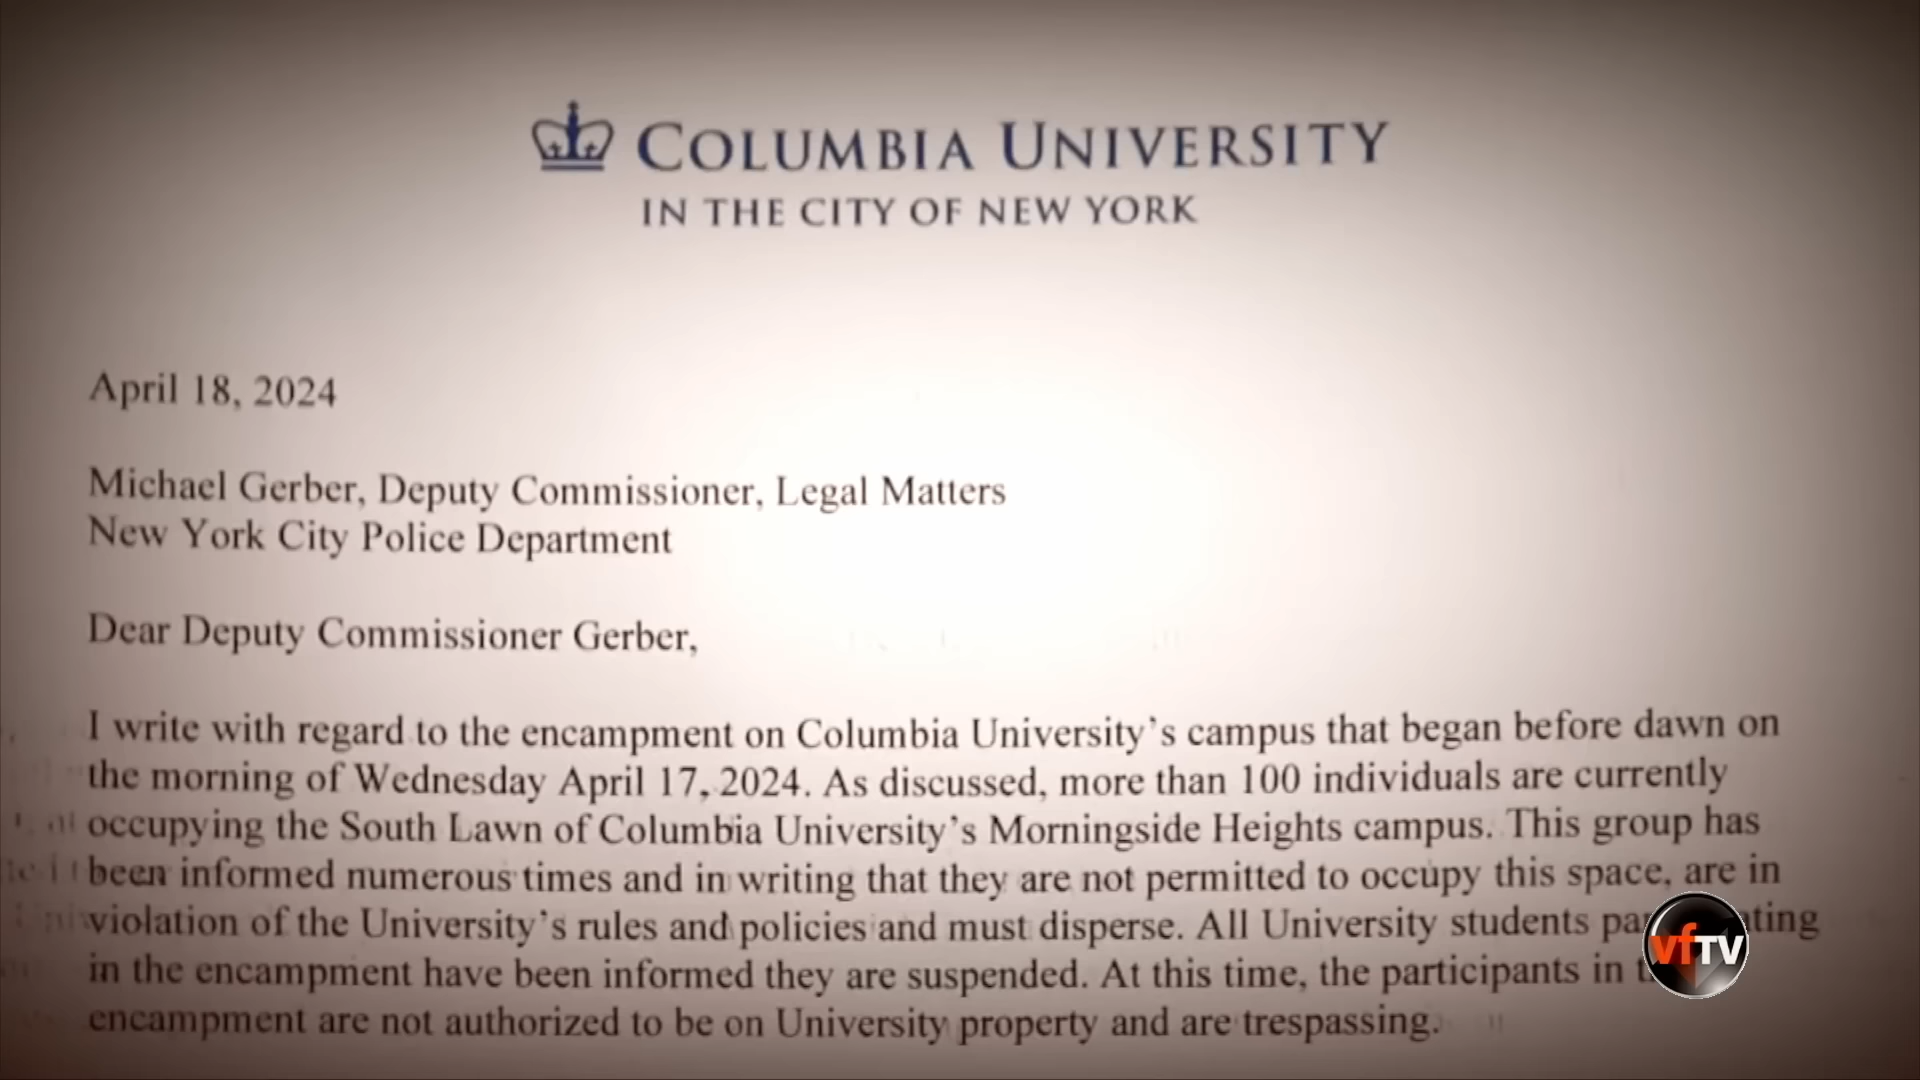 COLUMBIA UNIVERSITY
IN THE CITY OF NEW YORK
April 18, 2024
Michael Gerber, Deputy Commissioner, Legal Matters
New York City Police Department
Dear Deputy Commissioner Gerber,
I write with regard to the encampment on Columbia University's campus that began before dawn on
the morning of Wednesday April 17, 2024. As discussed, more than 100 individuals are currently
occupying the South Lawn of Columbia University's Morningside Heights campus. This group has
been informed numerous times and in writing that they are not permitted to occupy this space, are in
violation of the University's rules and policies and must disperse. All University students
in the encampment have been informed they are suspended. At this time, the participants in
encampment are not authorized to be on University property and are trespassing.
vfTV